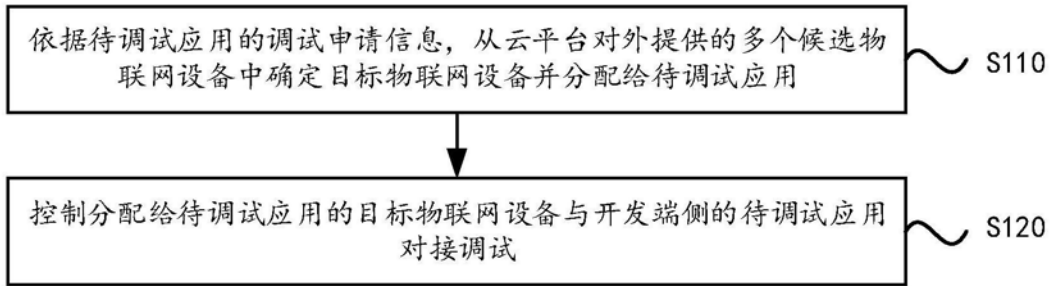 依据待调试应用的调试申请信息，从云平台对外提供的多个候选物
联网设备中确定目标物联网设备并分配给待调试应用
S110
控制分配给待调试应用的目标物联网设备与开发端侧的待调试应用
对接调试
S120